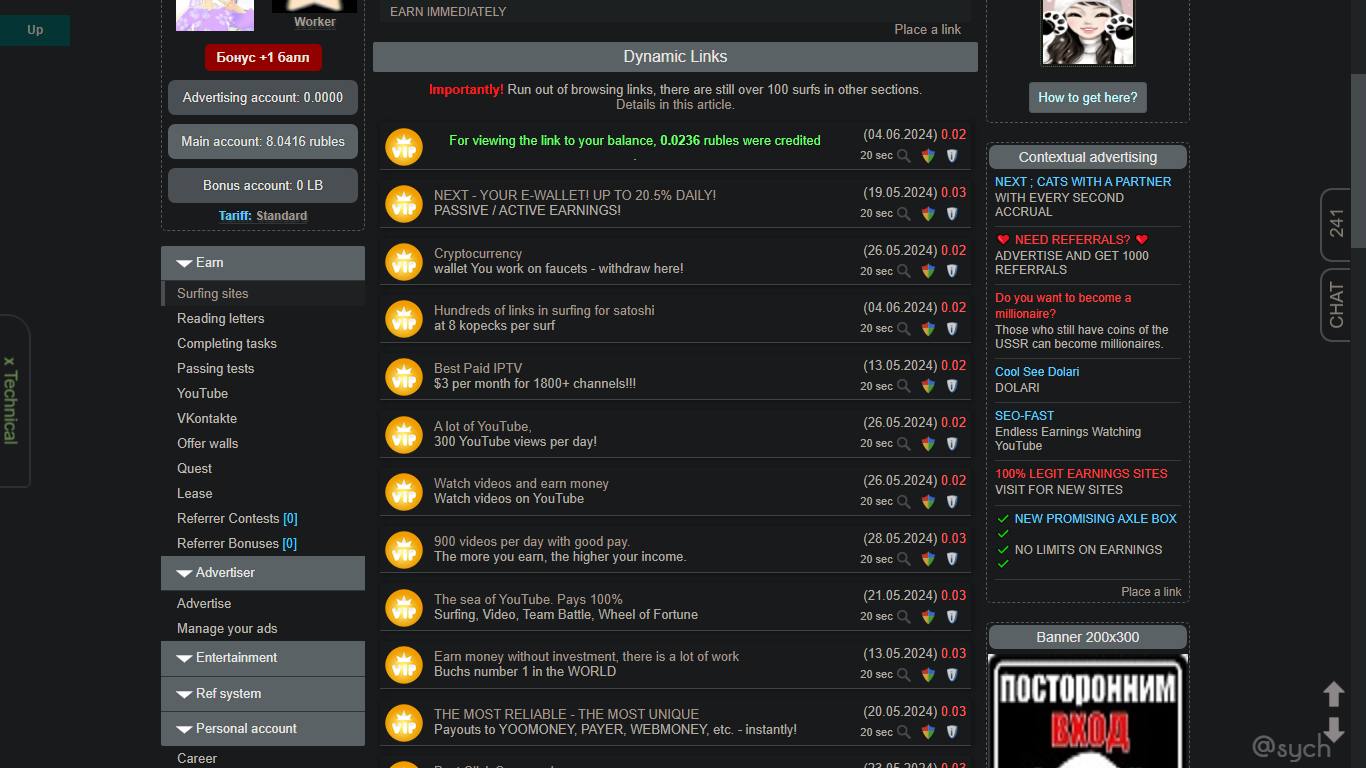 Up
Worker
Бонус +1 балл
Advertising account: 0.0000
Main account: 8.0416 rubles
Bonus account: 0 LB
Tariff: Standard
Earn
Surfing sites
Reading letters
Completing tasks
Passing tests
YouTube
VKontakte
Offer walls
Quest
Lease
Referrer Contests [0]
Referrer Bonuses [0]
Advertiser
Advertise
Manage your ads
Entertainment
Ref system
Personal account
Career
x Technical
EARN IMMEDIATELY
Place a link
Dynamic Links
Importantly! Run out of browsing links, there are still over 100 surfs in other sections.
Details in this article.
VIP
For viewing the link to your balance, 0.0236 rubles were credited
.
(04.06.2024) 0.02
20 sec
VIP
NEXT - YOUR E-WALLET! UP TO 20.5% DAILY!
PASSIVE / ACTIVE EARNINGS!
(19.05.2024) 0.03
20 sec
VIP
Cryptocurrency
wallet You work on faucets - withdraw here!
(26.05.2024) 0.02
20 sec
VIP
Hundreds of links in surfing for satoshi
at 8 kopecks per surf
(04.06.2024) 0.02
20 sec
VIP
Best Paid IPTV
$3 per month for 1800+ channels!!!
(13.05.2024) 0.02
20 sec
VIP
A lot of YouTube,
300 YouTube views per day!
(26.05.2024) 0.02
20 sec
VIP
Watch videos and earn money
Watch videos on YouTube
(26.05.2024) 0.02
20 sec
VIP
900 videos per day with good pay.
The more you earn, the higher your income.
(28.05.2024) 0.03
20 sec
VIP
The sea of YouTube. Pays 100%
Surfing, Video, Team Battle, Wheel of Fortune
(21.05.2024) 0.03
20 sec
VIP
Earn money without investment, there is a lot of work
Buchs number 1 in the WORLD
(13.05.2024) 0.03
20 sec
VIP
THE MOST RELIABLE - THE MOST UNIQUE
Payouts to YOOMONEY, PAYER, WEBMONEY, etc. - instantly!
(20.05.2024) 0.03
20 sec
How to get here?
Contextual advertising
NEXT ; CATS WITH A PARTNER
WITH EVERY SECOND
ACCRUAL
NEED REFERRALS?
ADVERTISE AND GET 1000
REFERRALS
Do you want to become a
millionaire?
Those who still have coins of the
USSR can become millionaires.
Cool See Dolari
DOLARI
SEO-FAST
Endless Earnings Watching
YouTube
100% LEGIT EARNINGS SITES
VISIT FOR NEW SITES
NEW PROMISING AXLE BOX
NO LIMITS ON EARNINGS
Place a link
Banner 200x300
ПОСТОРОННИМ
ВХОД
241
CHAT
@sych